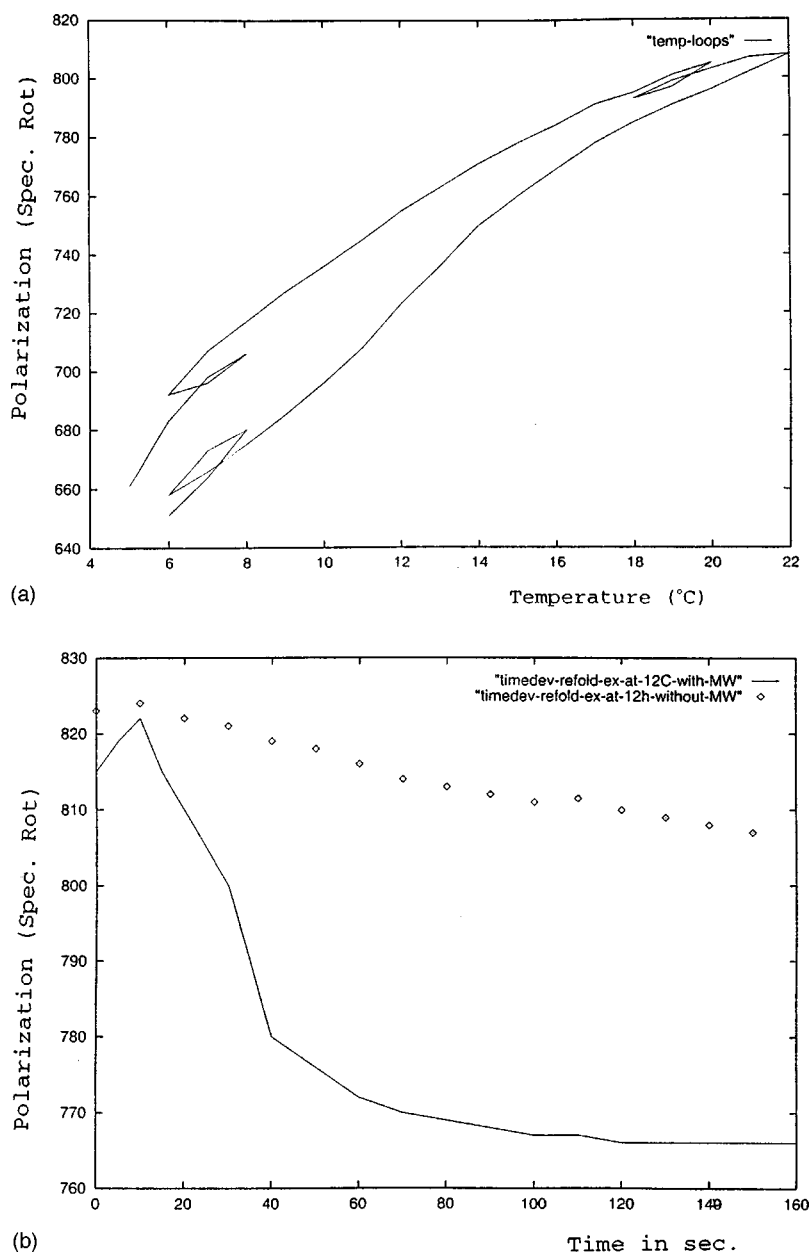 820
800
780
760
740
720
700
680
660
640
Polarization (Spec. Rot)
"temp-loops"
4 6 8 10 12 14 16 18 20 22
Temperature (°C)
(a)
830
820
810
800
790
780
770
760
Polarization (Spec. Rot)
"timedev-refold-ex-at-12C-with-MW"
"timedev-refold-ex-at-12h-without-MW"
0 20 40 60 80 100 120 140 160
Time in sec.
(b)